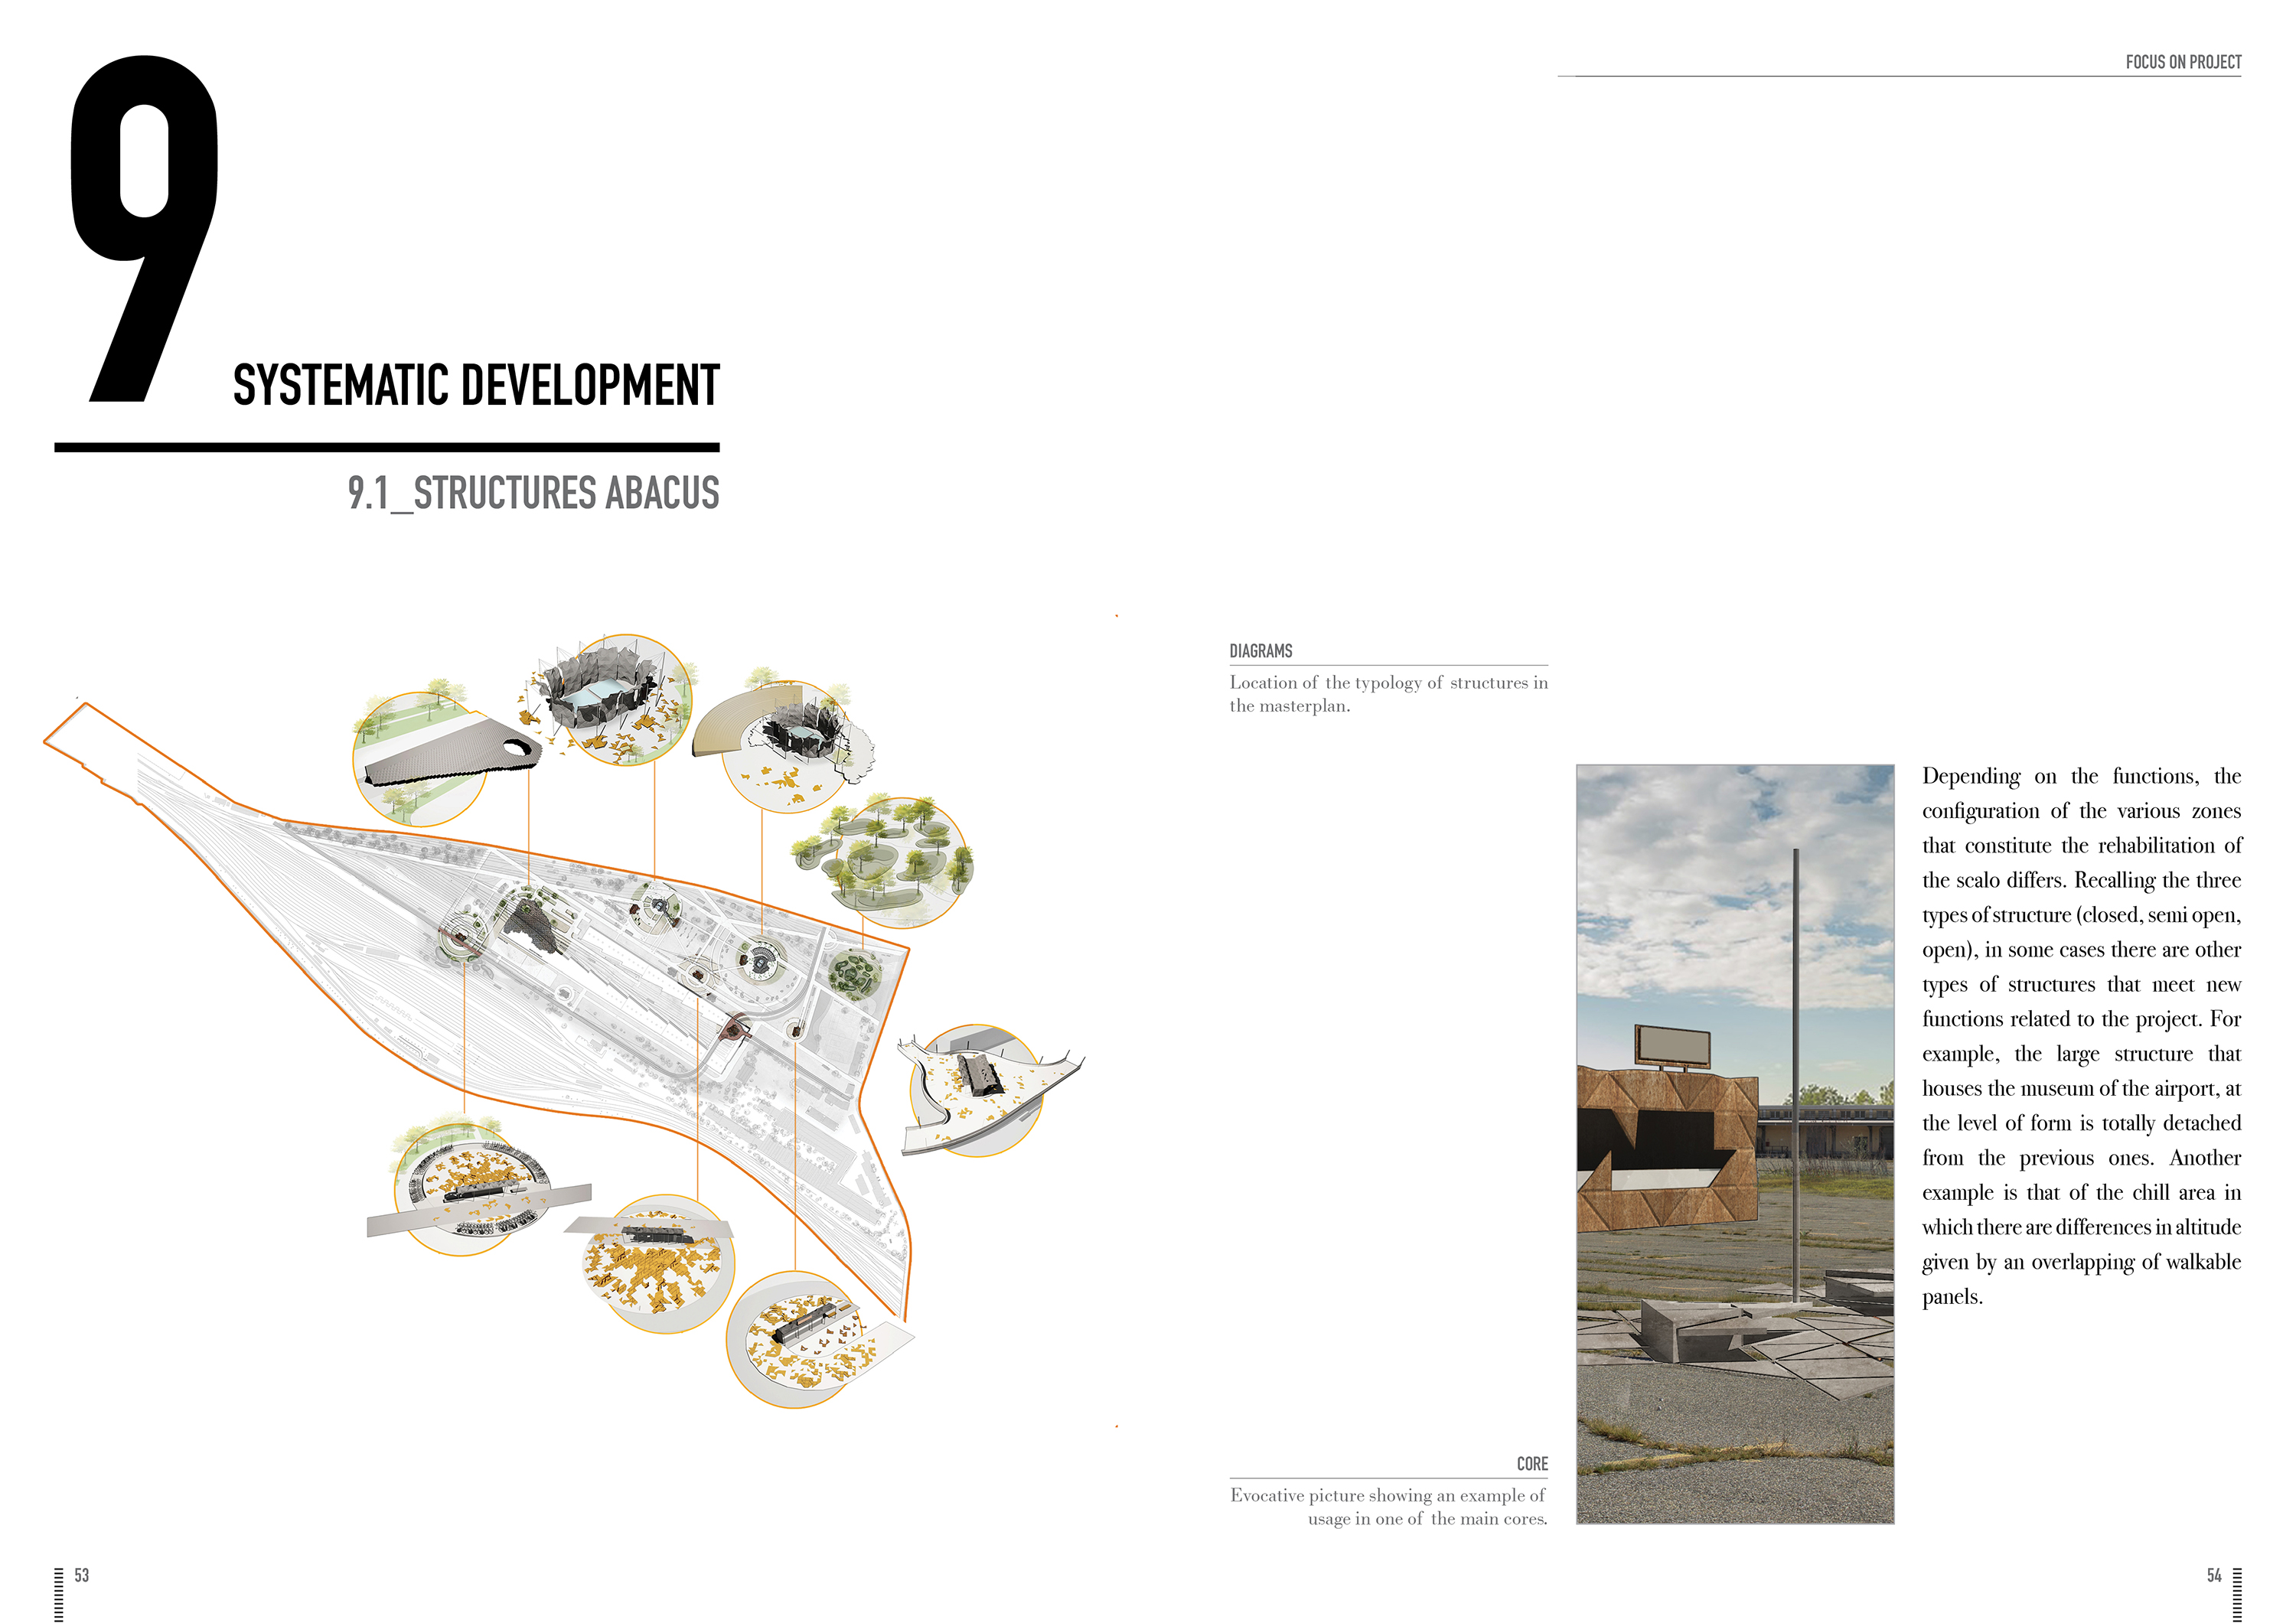 9
SYSTEMATIC DEVELOPMENT
9.1_STRUCTURES ABACUS
53
FOCUS ON PROJECT
DIAGRAMS
Location of the typology of structures in
the masterplan.
Depending on the functions, the
configuration of the various zones
that constitute the rehabilitation of
the scalo differs. Recalling the three
types of structure (closed, semi open,
open), in some cases there are other
types of structures that meet new
functions related to the project. For
example, the large structure that
houses the museum of the airport, at
the level of form is totally detached
from the previous ones. Another
example is that of the chill area in
which there are differences in altitude
given by an overlapping of walkable
panels.
CORE
Evocative picture showing an example of
usage in one of the main cores.
54